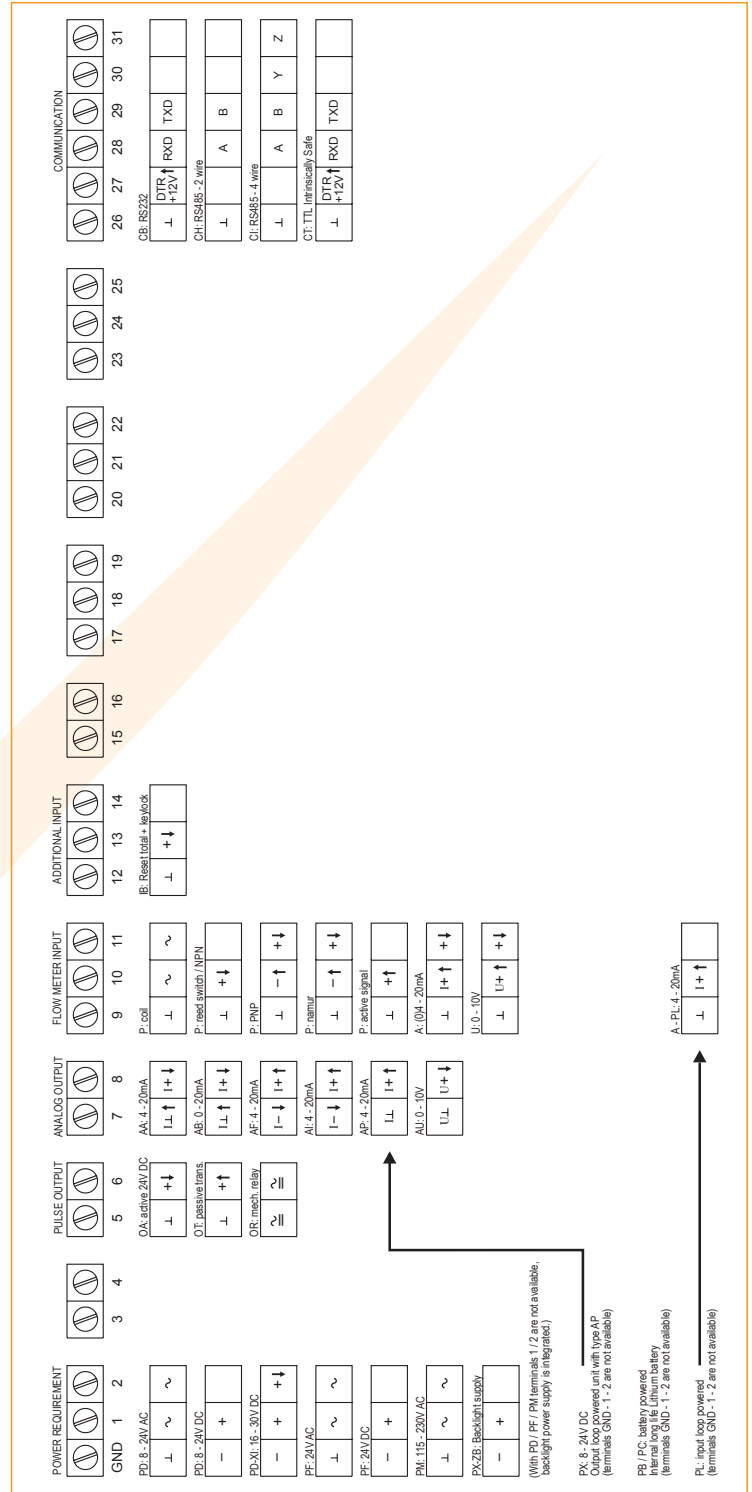 POWER REQUIREMENT
GND 1 2
PD: 8 - 24V AC
⊥ ~ ~
PD: 8 - 24V DC
− +
PD-XI: 16 - 30V DC
− + +↓
PF: 24V AC
⊥ ~ ~
PF: 24V DC
− +
PM: 115 - 230V AC
⊥ ~ ~
PX-ZB: Backlight supply
− +
(With PD / PF / PM terminals 1 / 2 are not available,
backlight power supply is integrated.)
PX: 8 - 24V DC
Output loop powered unit with type AP
(terminals GND - 1 - 2 are not available)
PB / PC: battery powered
Internal long life Lithium battery
(terminals GND - 1 - 2 are not available)
PL: input loop powered
(terminals GND - 1 - 2 are not available)
3 4
PULSE OUTPUT
5 6
OA: active 24V DC
⊥ +↓
OT: passive trans.
⊥ +↑
OR: mech. relay
≂ ≂
ANALOG OUTPUT
7 8
AA: 4 - 20mA
I⊥↑ I+↓
AB: 0 - 20mA
I⊥↑ I+↓
AF: 4 - 20mA
I−↓ I+↑
AI: 4 - 20mA
I−↓ I+↑
AP: 4 - 20mA
I⊥ I+↑
AU: 0 - 10V
U⊥ U+↓
FLOW METER INPUT
9 10 11
P: coil
⊥ ~ ~
P: reed switch / NPN
⊥ +↓
P: PNP
⊥ −↑ +↓
P: namur
⊥ −↑ +↓
P: active signal
⊥ +↑
A: (0)4 - 20mA
⊥ I+↑ +↓
U: 0 - 10V
⊥ U+↑ +↓
A - PL: 4 - 20mA
⊥ I+↑
ADDITIONAL INPUT
12 13 14
IB: Reset total + keylock
⊥ +↓
15 16
17 18 19
20 21 22
23 24 25
COMMUNICATION
26 27 28 29 30 31
CB: RS232
⊥ DTR +12V↑ RXD TXD
CH: RS485 - 2 wire
⊥ A B
CI: RS485 - 4 wire
⊥ A B Y Z
CT: TTL Intrinsically Safe
⊥ DTR +12V↑ RXD TXD